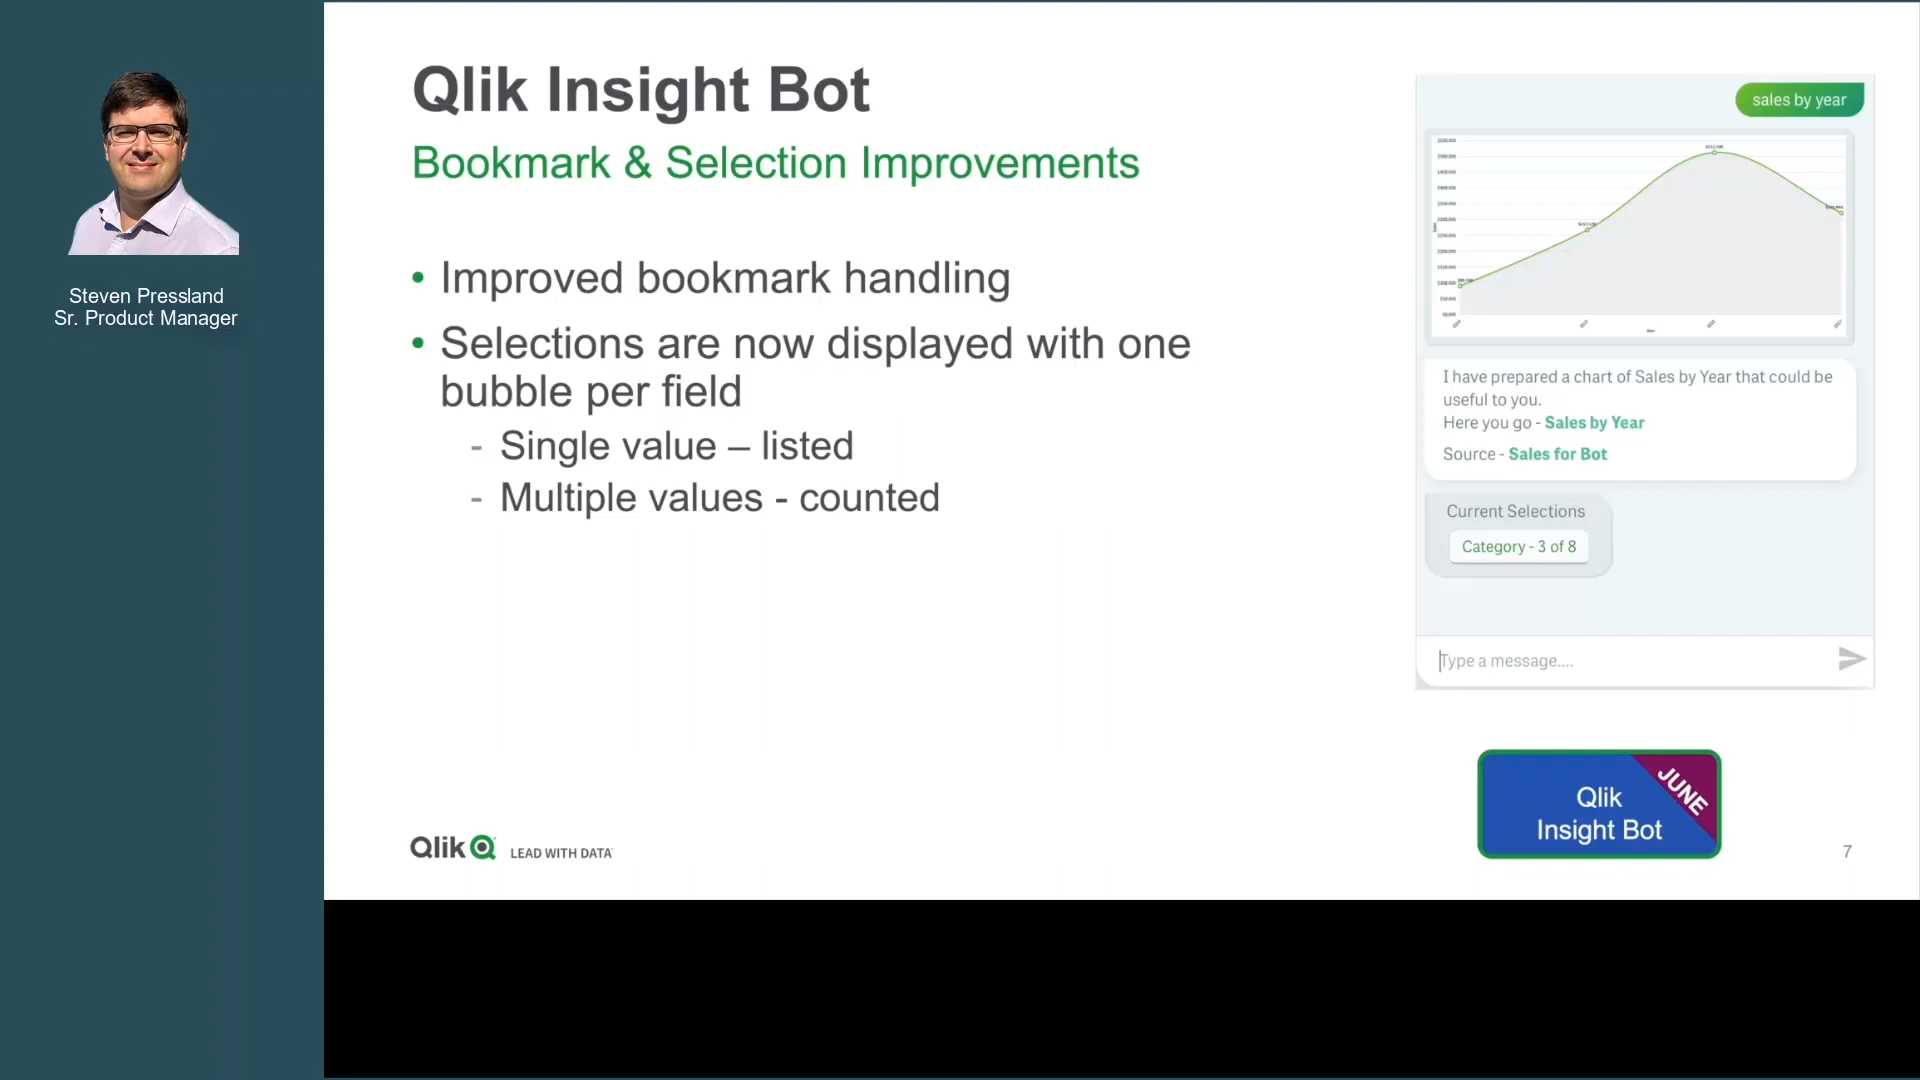 Steven Pressland
Sr. Product Manager
Qlik Insight Bot
Bookmark & Selection Improvements
• Improved bookmark handling
• Selections are now displayed with one
bubble per field
- Single value – listed
- Multiple values - counted
sales by year
I have prepared a chart of Sales by Year that could be
useful to you.
Here you go - Sales by Year
Source - Sales for Bot
Current Selections
Category - 3 of 8
Type a message....
Qlik
Insight Bot
JUNE
Qlik LEAD WITH DATA
7